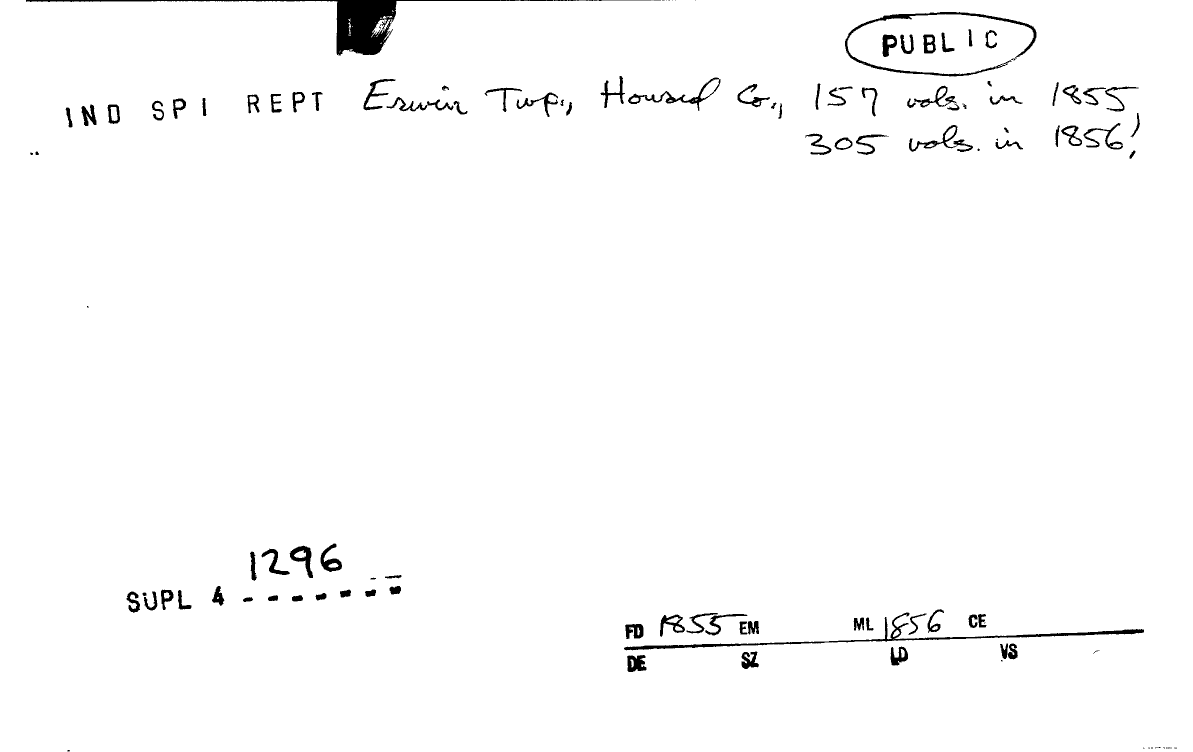 PUBLIC
IND SPI REPT Erwin Twp., Howard Co., 157 vols. in 1855,
305 vols. in 1856!
1296
SUPL 4 -------
FD 1855 EM ML 1856 CE
DE SZ LD VS